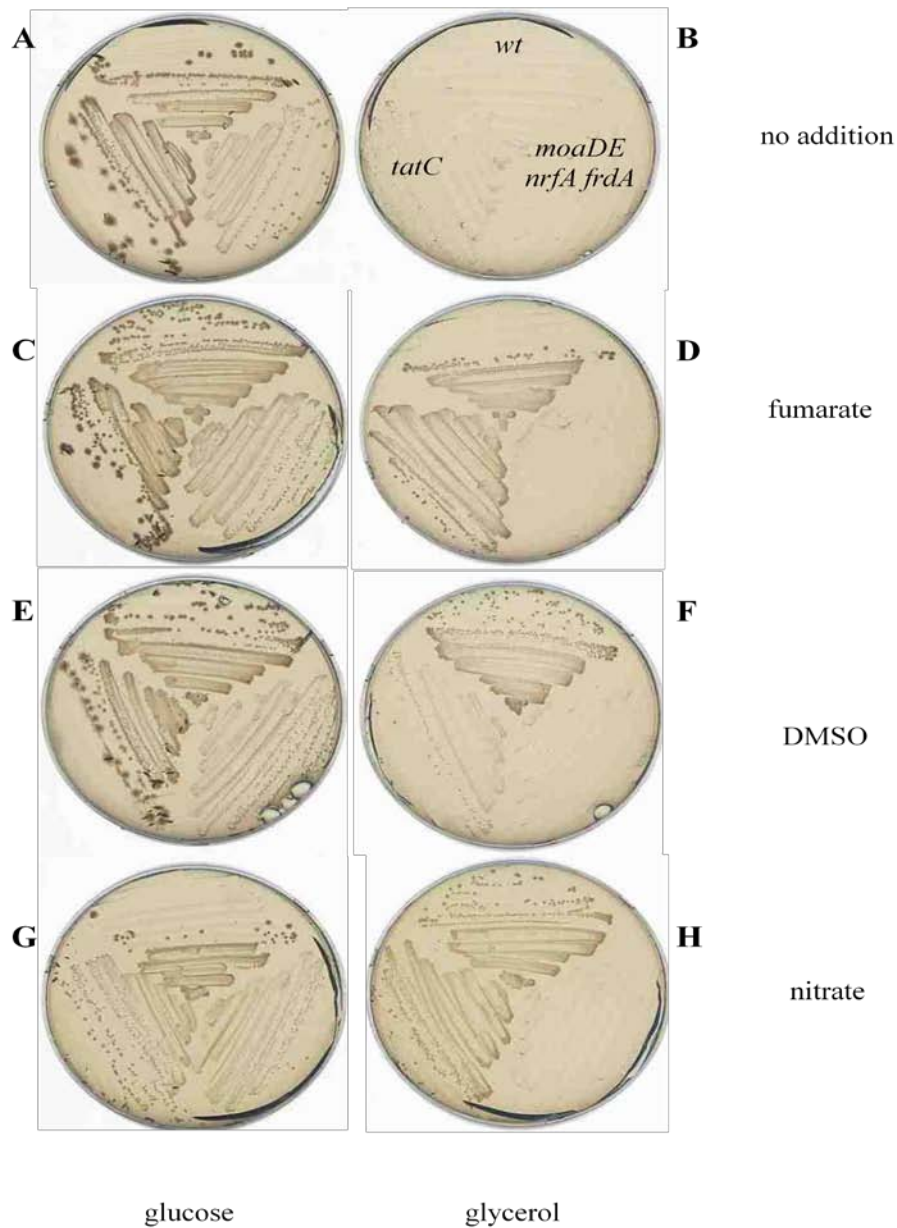 A
B
wt
tatC
moaDE
nrfA frdA
no addition
C
D
fumarate
E
F
DMSO
G
H
nitrate
glucose
glycerol